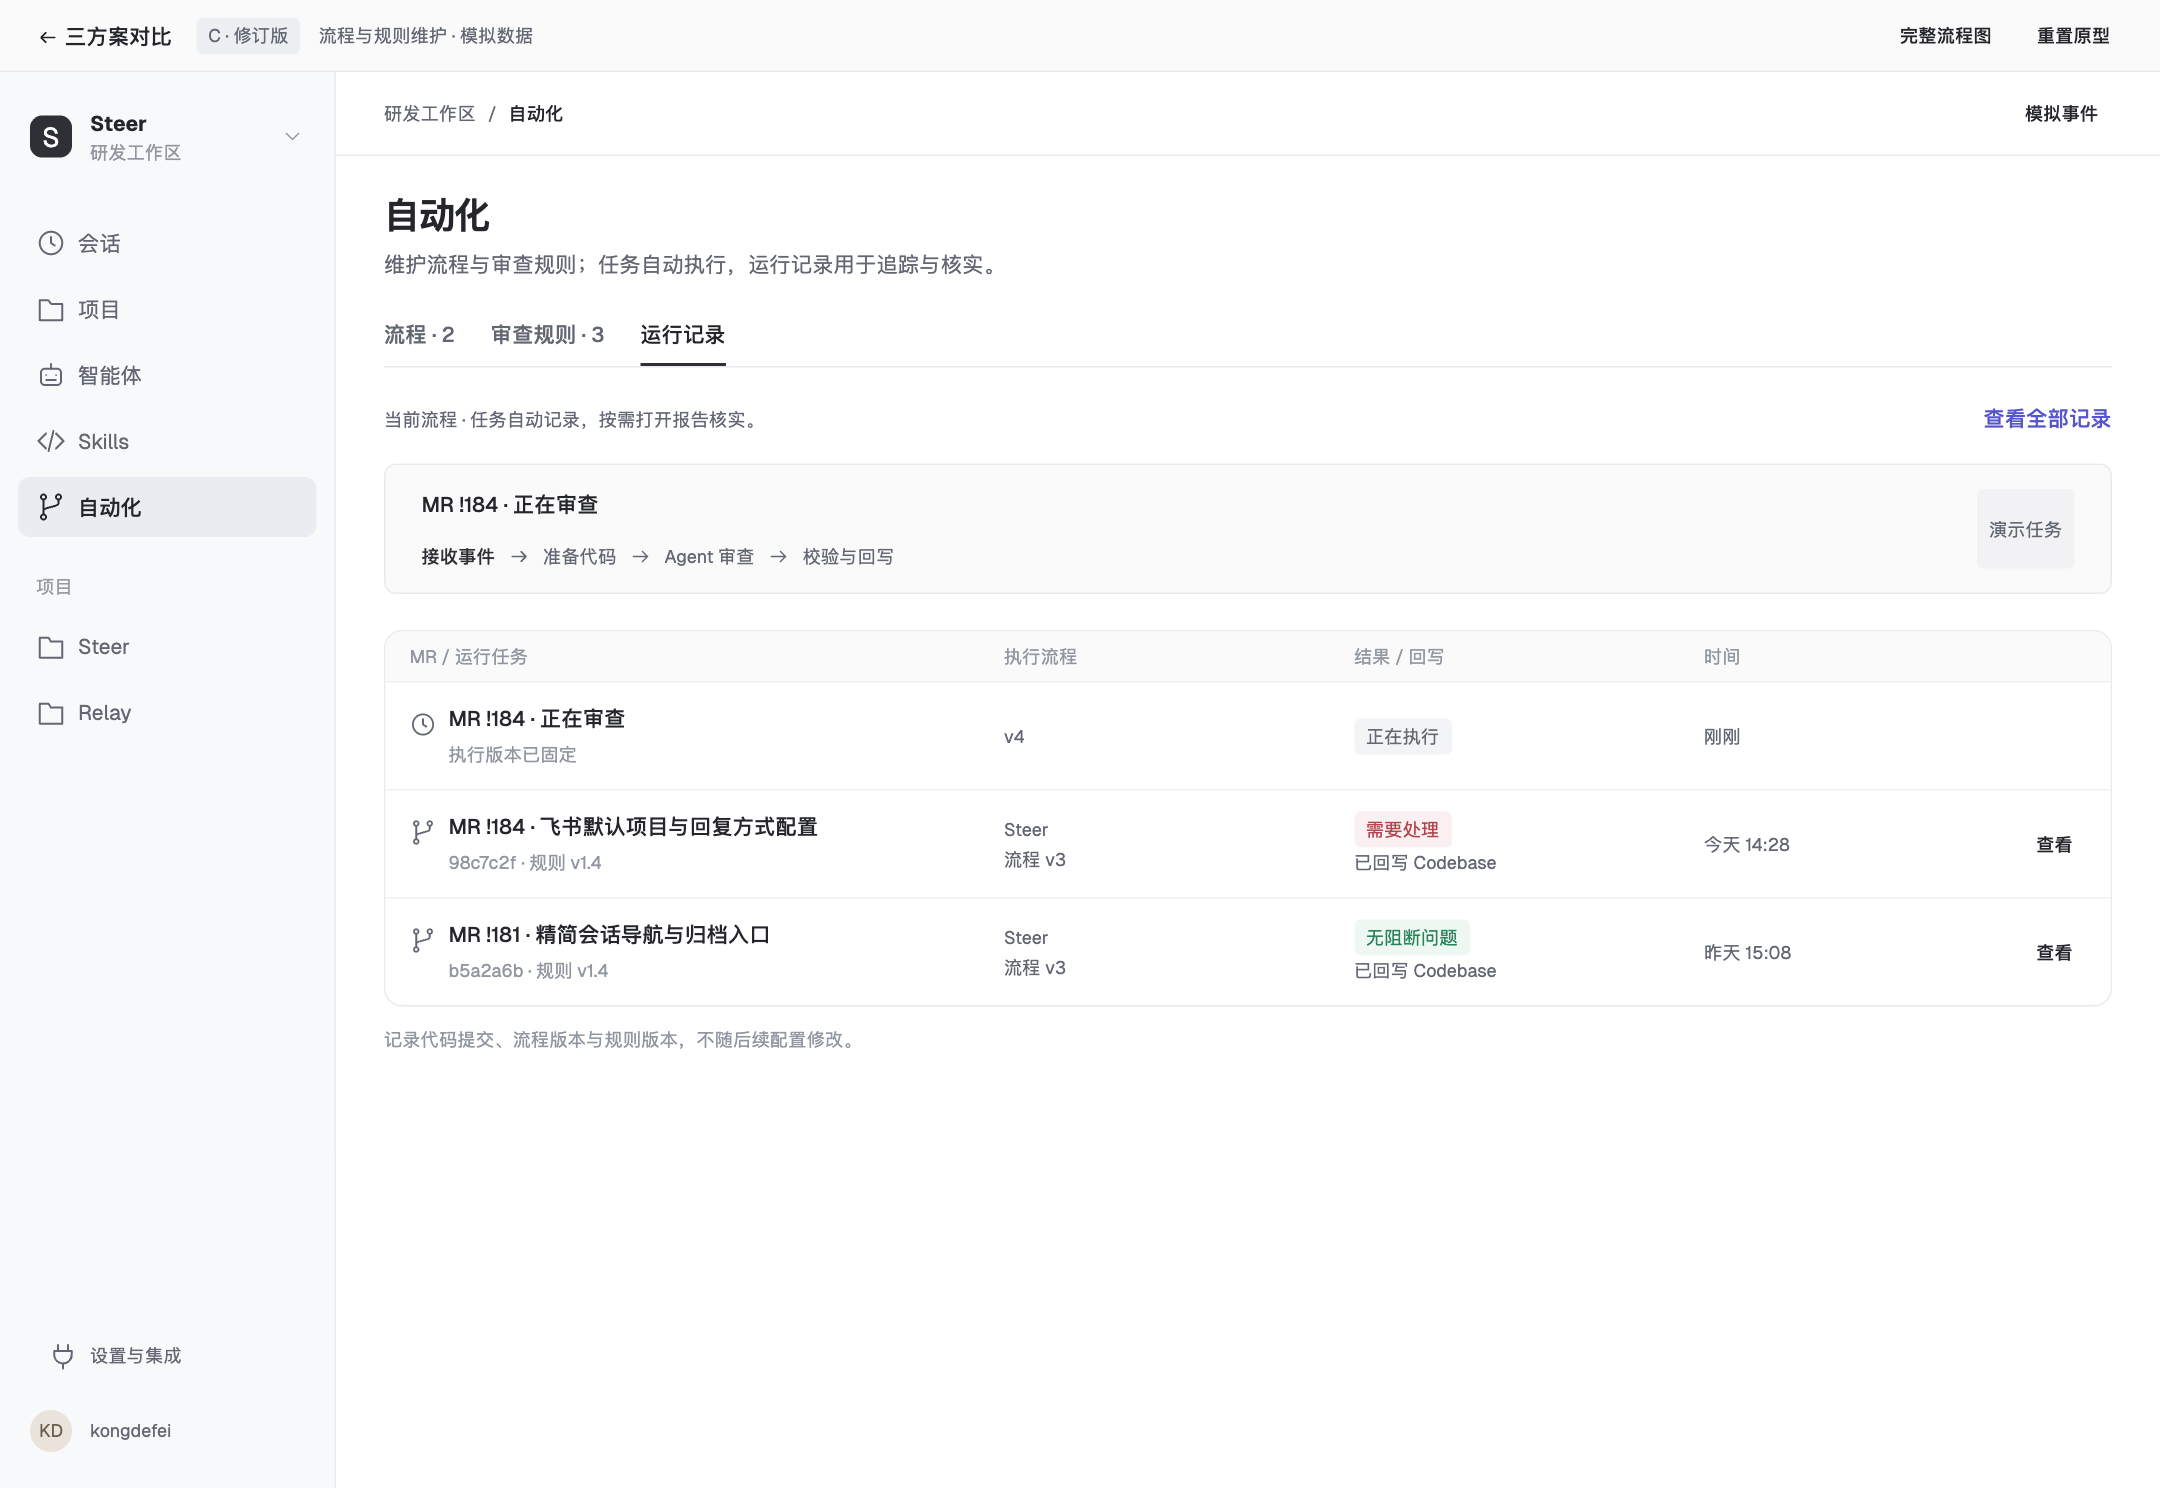 ← 三方案对比 C · 修订版 流程与规则维护 · 模拟数据 完整流程图 重置原型
S Steer
研发工作区
会话
项目
智能体
Skills
自动化
项目
Steer
Relay
设置与集成
KD kongdefei
研发工作区 / 自动化 模拟事件
自动化
维护流程与审查规则；任务自动执行，运行记录用于追踪与核实。
流程 · 2 审查规则 · 3 运行记录
当前流程 · 任务自动记录，按需打开报告核实。 查看全部记录
MR !184 · 正在审查
接收事件 → 准备代码 → Agent 审查 → 校验与回写
演示任务
MR / 运行任务 执行流程 结果 / 回写 时间
MR !184 · 正在审查
执行版本已固定
v4
正在执行
刚刚
MR !184 · 飞书默认项目与回复方式配置
98c7c2f · 规则 v1.4
Steer
流程 v3
需要处理
已回写 Codebase
今天 14:28
查看
MR !181 · 精简会话导航与归档入口
b5a2a6b · 规则 v1.4
Steer
流程 v3
无阻断问题
已回写 Codebase
昨天 15:08
查看
记录代码提交、流程版本与规则版本，不随后续配置修改。